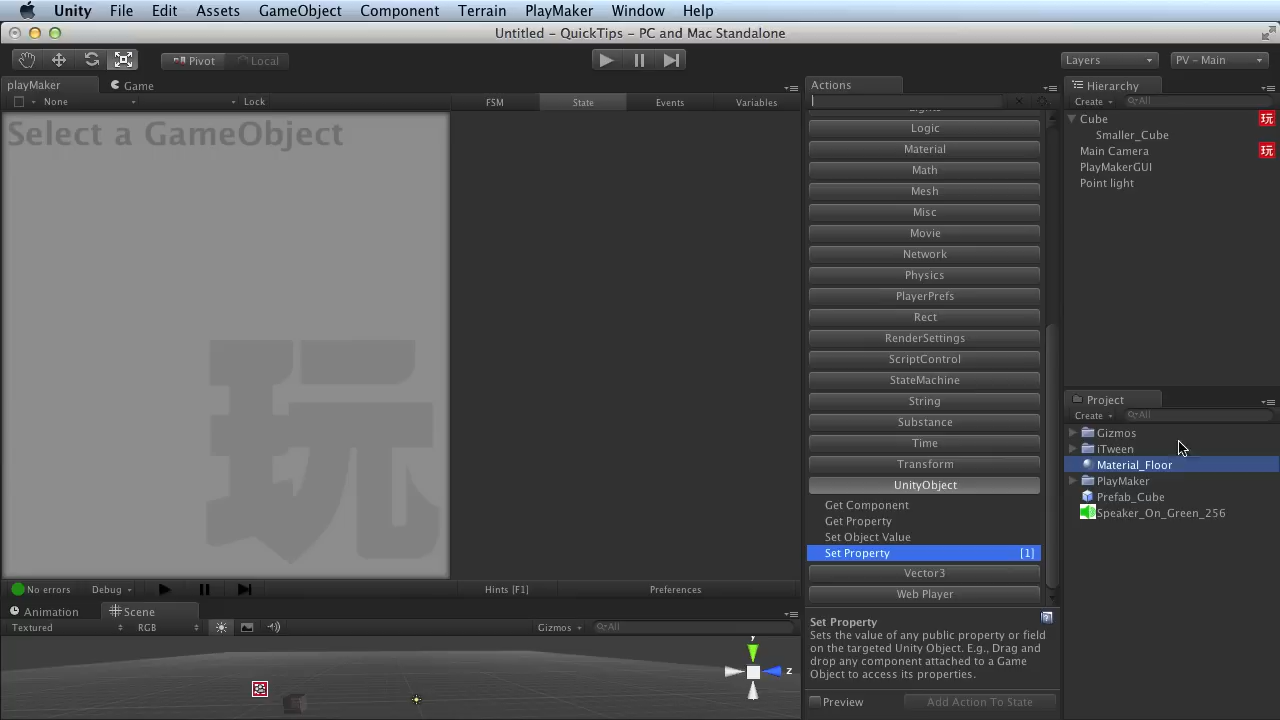 Unity File Edit Assets GameObject Component Terrain PlayMaker Window Help
Untitled - QuickTips - PC and Mac Standalone
Pivot Local Layers PV - Main
playMaker Game Actions Hierarchy
None Lock FSM State Events Variables Create All
Select a GameObject
玩
Logic
Material
Math
Mesh
Misc
Movie
Network
Physics
PlayerPrefs
Rect
RenderSettings
ScriptControl
StateMachine
String
Substance
Time
Transform
UnityObject
Get Component
Get Property
Set Object Value
Set Property [1]
Vector3
Web Player
Set Property
Sets the value of any public property or field
on the targeted Unity Object. E.g., Drag and
drop any component attached to a Game
Object to access its properties.
Preview Add Action To State
Cube 玩
Smaller_Cube
Main Camera 玩
PlayMakerGUI
Point light
Project
Create All
Gizmos
iTween
Material_Floor
PlayMaker
Prefab_Cube
Speaker_On_Green_256
No errors Debug Hints [F1] Preferences
Animation Scene
Textured RGB Gizmos All
y
z